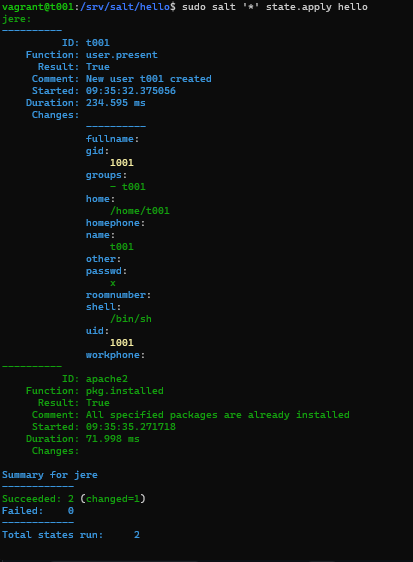 vagrant@t001:/srv/salt/hello$ sudo salt '*' state.apply hello
jere:
----------
          ID: t001
    Function: user.present
      Result: True
     Comment: New user t001 created
     Started: 09:35:32.375056
    Duration: 234.595 ms
     Changes:
              ----------
              fullname:
              gid:
                  1001
              groups:
                  - t001
              home:
                  /home/t001
              homephone:
              name:
                  t001
              other:
              passwd:
                  x
              roomnumber:
              shell:
                  /bin/sh
              uid:
                  1001
              workphone:
----------
          ID: apache2
    Function: pkg.installed
      Result: True
     Comment: All specified packages are already installed
     Started: 09:35:35.271718
    Duration: 71.998 ms
     Changes:

Summary for jere
------------
Succeeded: 2 (changed=1)
Failed:    0
------------
Total states run:     2